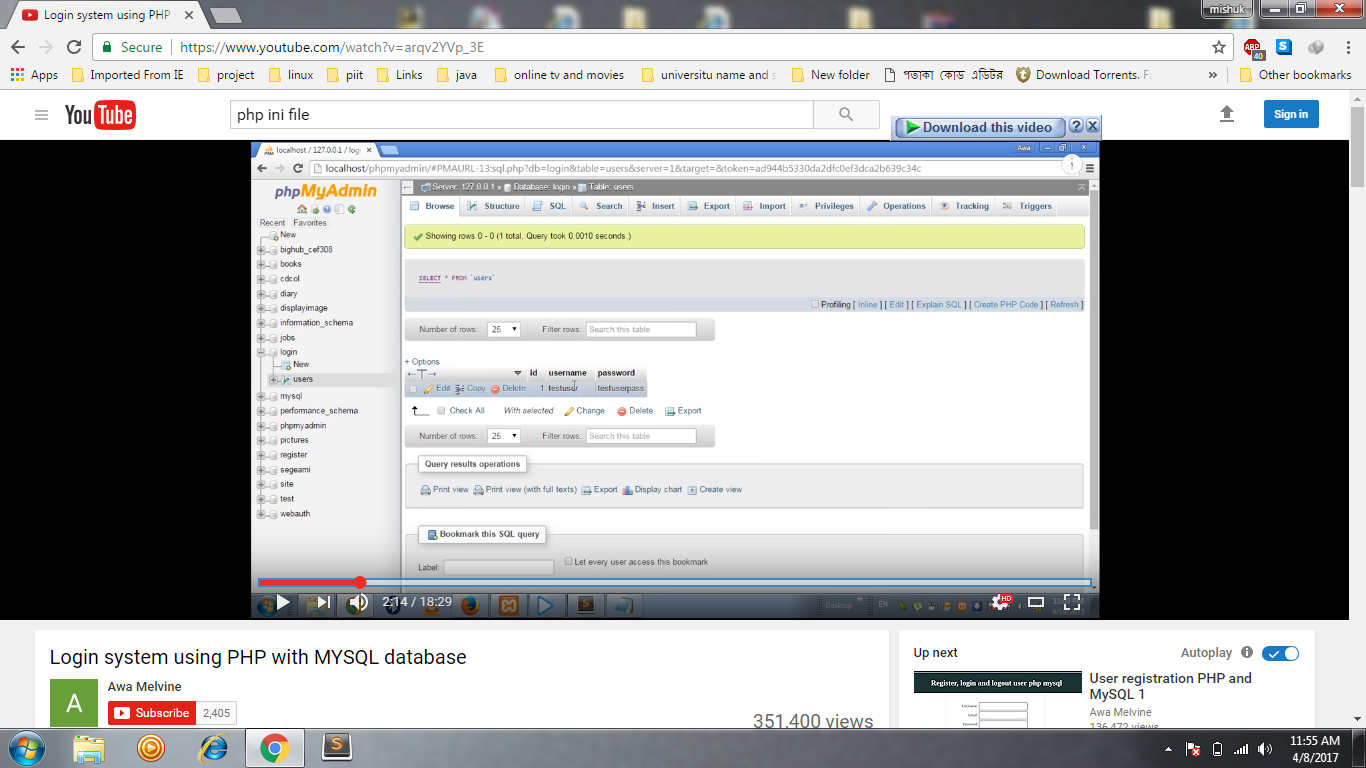 Login system using PHP
mishuk
Secure https://www.youtube.com/watch?v=arqv2YVp_3E
ABP 40
Apps Imported From IE project linux piit Links java online tv and movies universitu name and s New folder পতাকা কোড এডিটর Download Torrents. Fa » Other bookmarks
YouTube php ini file Sign in
Download this video ? X
localhost / 127.0.0.1 / logi Awa
localhost/phpmyadmin/#PMAURL-13:sql.php?db=login&table=users&server=1&target=&token=ad944b5330da2dfc0ef3dca2b639c34c
phpMyAdmin
Recent Favorites
New
bighub_cef308
books
cdcol
diary
displayimage
information_schema
jobs
login
New
users
mysql
performance_schema
phpmyadmin
pictures
register
segeami
site
test
webauth
Server: 127.0.0.1 » Database: login » Table: users
Browse Structure SQL Search Insert Export Import Privileges Operations Tracking Triggers
Showing rows 0 - 0 (1 total, Query took 0.0010 seconds.)
SELECT * FROM `users`
Profiling [ Inline ] [ Edit ] [ Explain SQL ] [ Create PHP Code ] [ Refresh ]
Number of rows: 25 Filter rows: Search this table
+ Options
id username password
Edit Copy Delete 1 testuser testuserpass
Check All With selected: Change Delete Export
Number of rows: 25 Filter rows: Search this table
Query results operations
Print view Print view (with full texts) Export Display chart Create view
Bookmark this SQL query
Label: Let every user access this bookmark
2:14 / 18:29 Desktop EN HD
Login system using PHP with MYSQL database
A Awa Melvine
Subscribe 2,405
351,400 views
Up next Autoplay
Register, login and logout user php mysql
User registration PHP and
MySQL 1
Awa Melvine
136,472 views
11:55 AM
4/8/2017